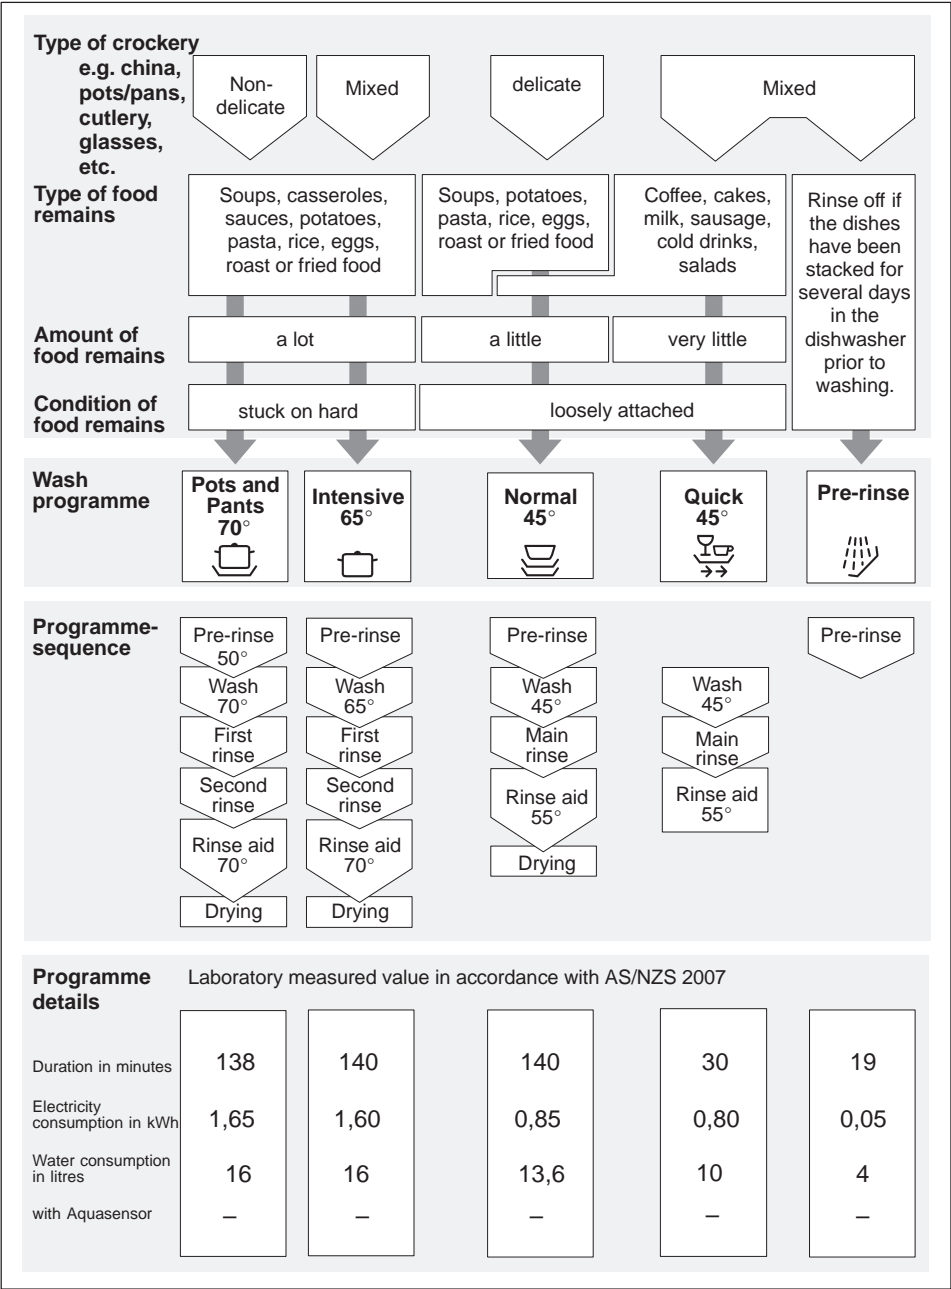 Type of crockery
e.g. china,
pots/pans,
cutlery,
glasses,
etc.
Non-
delicate
Mixed
delicate
Mixed
Type of food
remains
Soups, casseroles,
sauces, potatoes,
pasta, rice, eggs,
roast or fried food
Soups, potatoes,
pasta, rice, eggs,
roast or fried food
Coffee, cakes,
milk, sausage,
cold drinks,
salads
Rinse off if
the dishes
have been
stacked for
several days
in the
dishwasher
prior to
washing.
Amount of
food remains
a lot
a little
very little
Condition of
food remains
stuck on hard
loosely attached
Wash
programme
Pots and
Pants
70°
Intensive
65°
Normal
45°
Quick
45°
Pre-rinse
Programme-
sequence
Pre-rinse
50°
Wash
70°
First
rinse
Second
rinse
Rinse aid
70°
Drying
Pre-rinse
Wash
65°
First
rinse
Second
rinse
Rinse aid
70°
Drying
Pre-rinse
Wash
45°
Main
rinse
Rinse aid
55°
Drying
Wash
45°
Main
rinse
Rinse aid
55°
Pre-rinse
Programme
details
Laboratory measured value in accordance with AS/NZS 2007
Duration in minutes 138 140 140 30 19
Electricity
consumption in kWh 1,65 1,60 0,85 0,80 0,05
Water consumption
in litres 16 16 13,6 10 4
with Aquasensor – – – – –